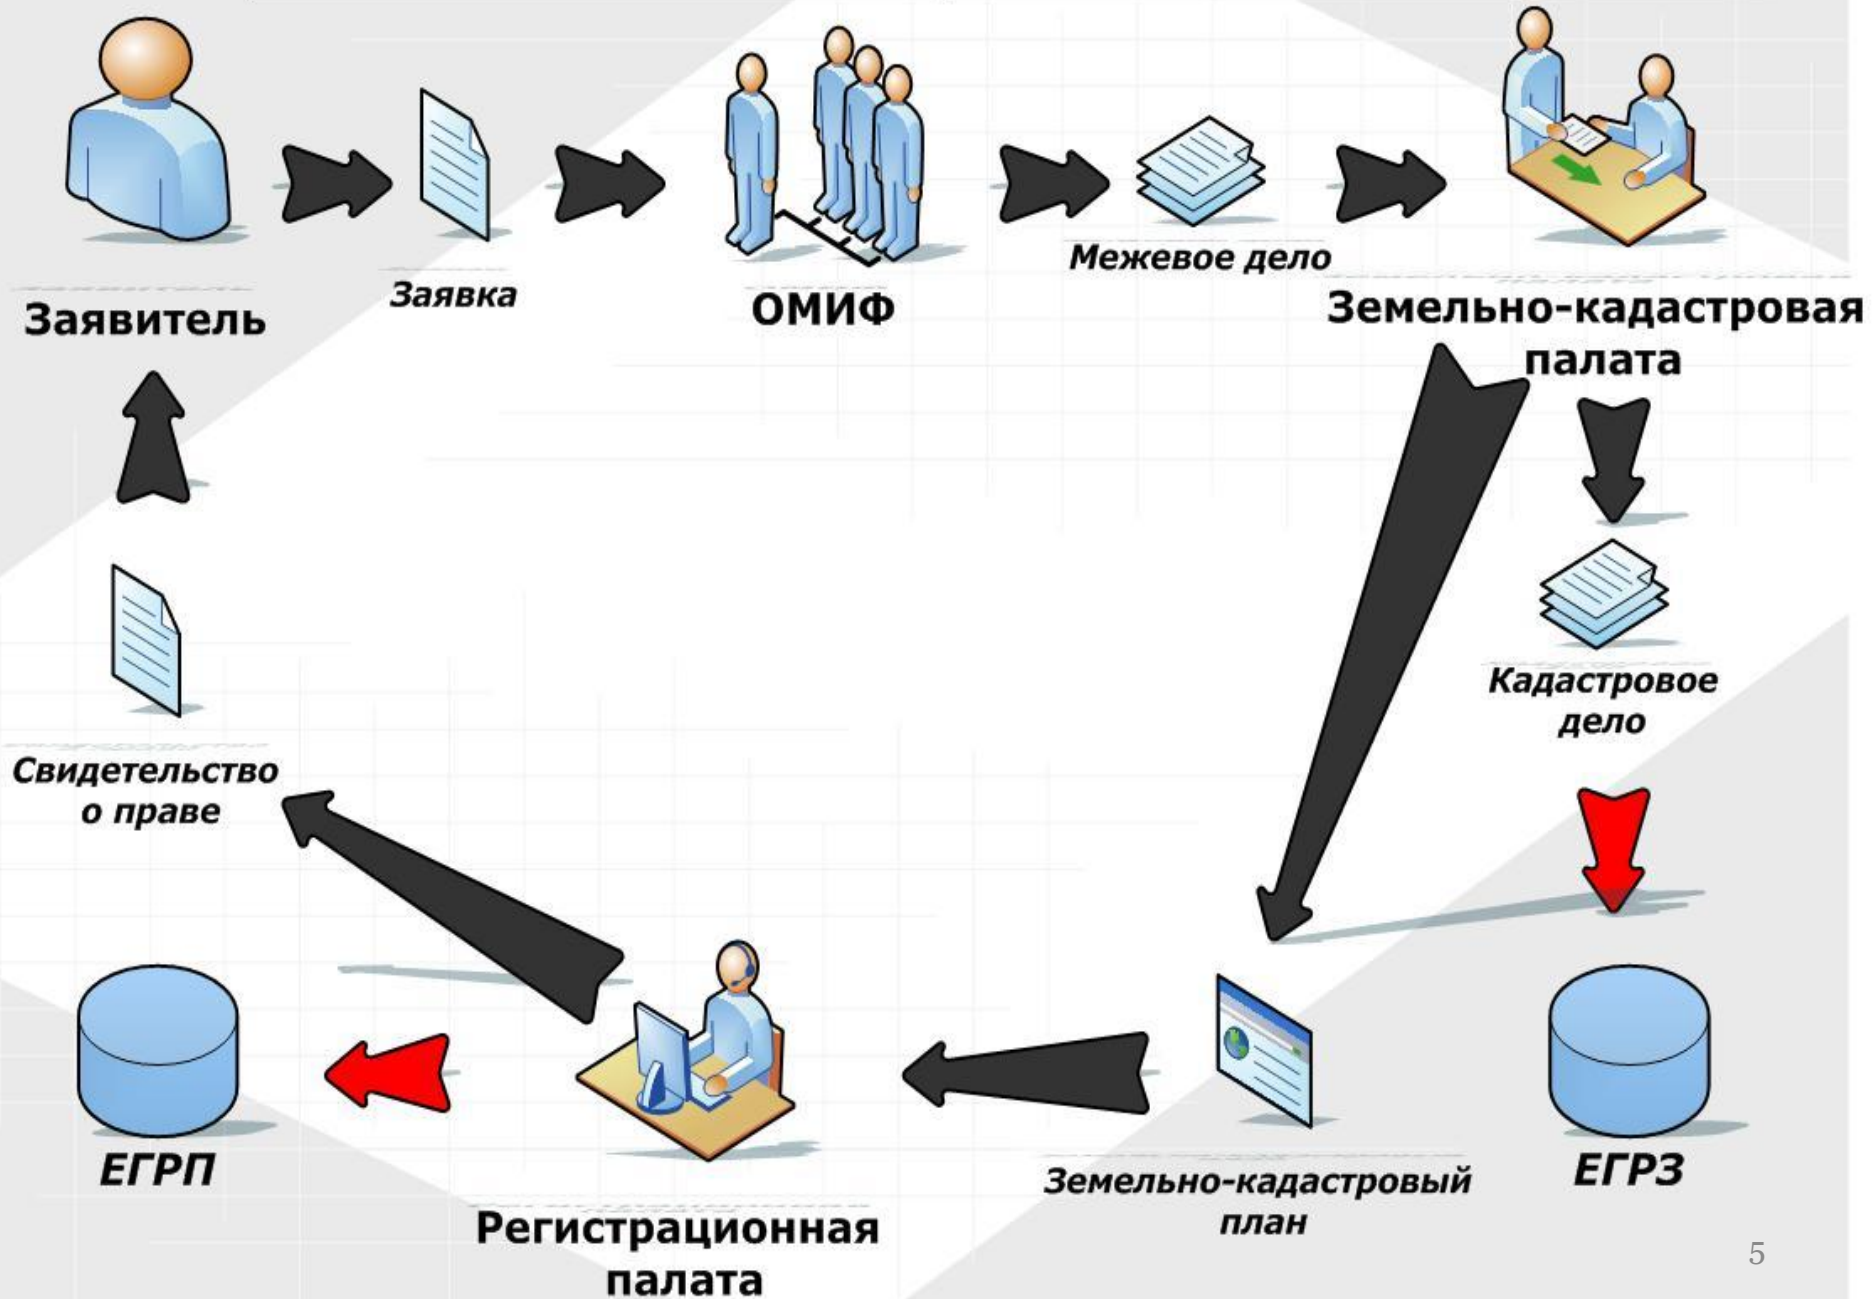 Заявитель
Заявка
ОМИФ
Межевое дело
Земельно-кадастровая
палата
Кадастровое
дело
Свидетельство
о праве
ЕГРП
Регистрационная
палата
Земельно-кадастровый
план
ЕГРЗ
5